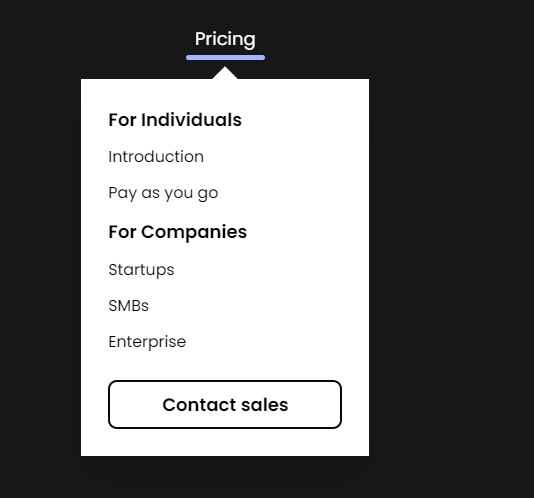 Pricing
For Individuals
Introduction
Pay as you go
For Companies
Startups
SMBs
Enterprise
Contact sales